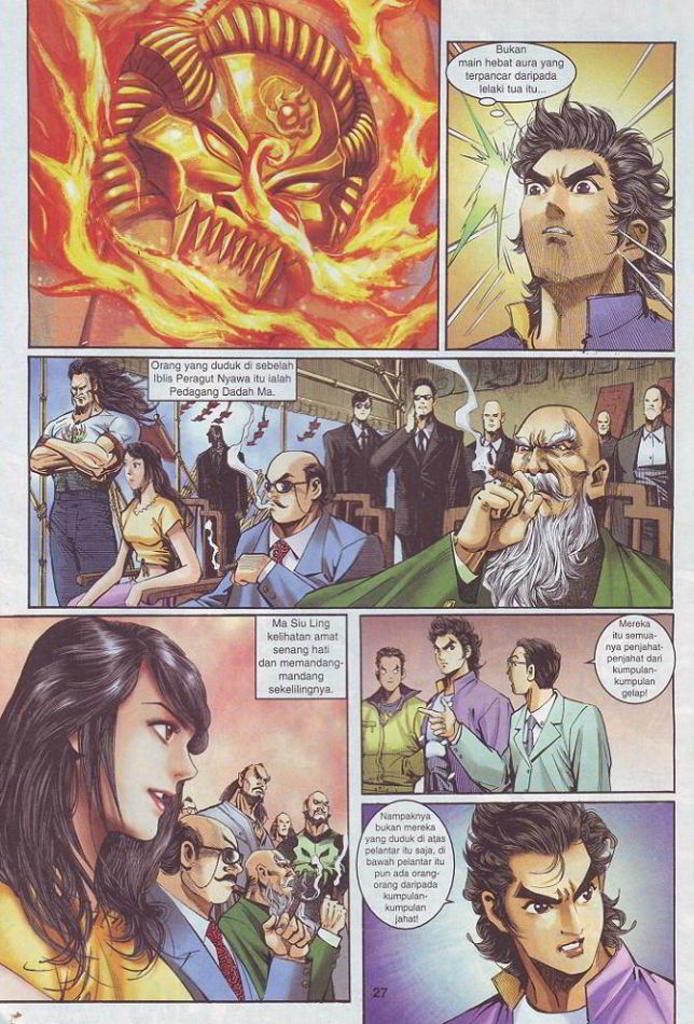 Bukan
main hebat aura yang
terpancar daripada
lelaki tua itu...
Orang yang duduk di sebelah
Iblis Peragut Nyawa itu ialah
Pedagang Dadah Ma.
Ma Siu Ling
kelihatan amat
senang hati
dan memandang-
mandang
sekelilingnya.
Mereka
itu semua-
nya penjahat-
penjahat dari
kumpulan-
kumpulan
gelap!
Nampaknya
bukan mereka
yang duduk di atas
pelantar itu saja, di
bawah pelantar itu
pun ada orang-
orang daripada
kumpulan-
kumpulan
jahat!
27